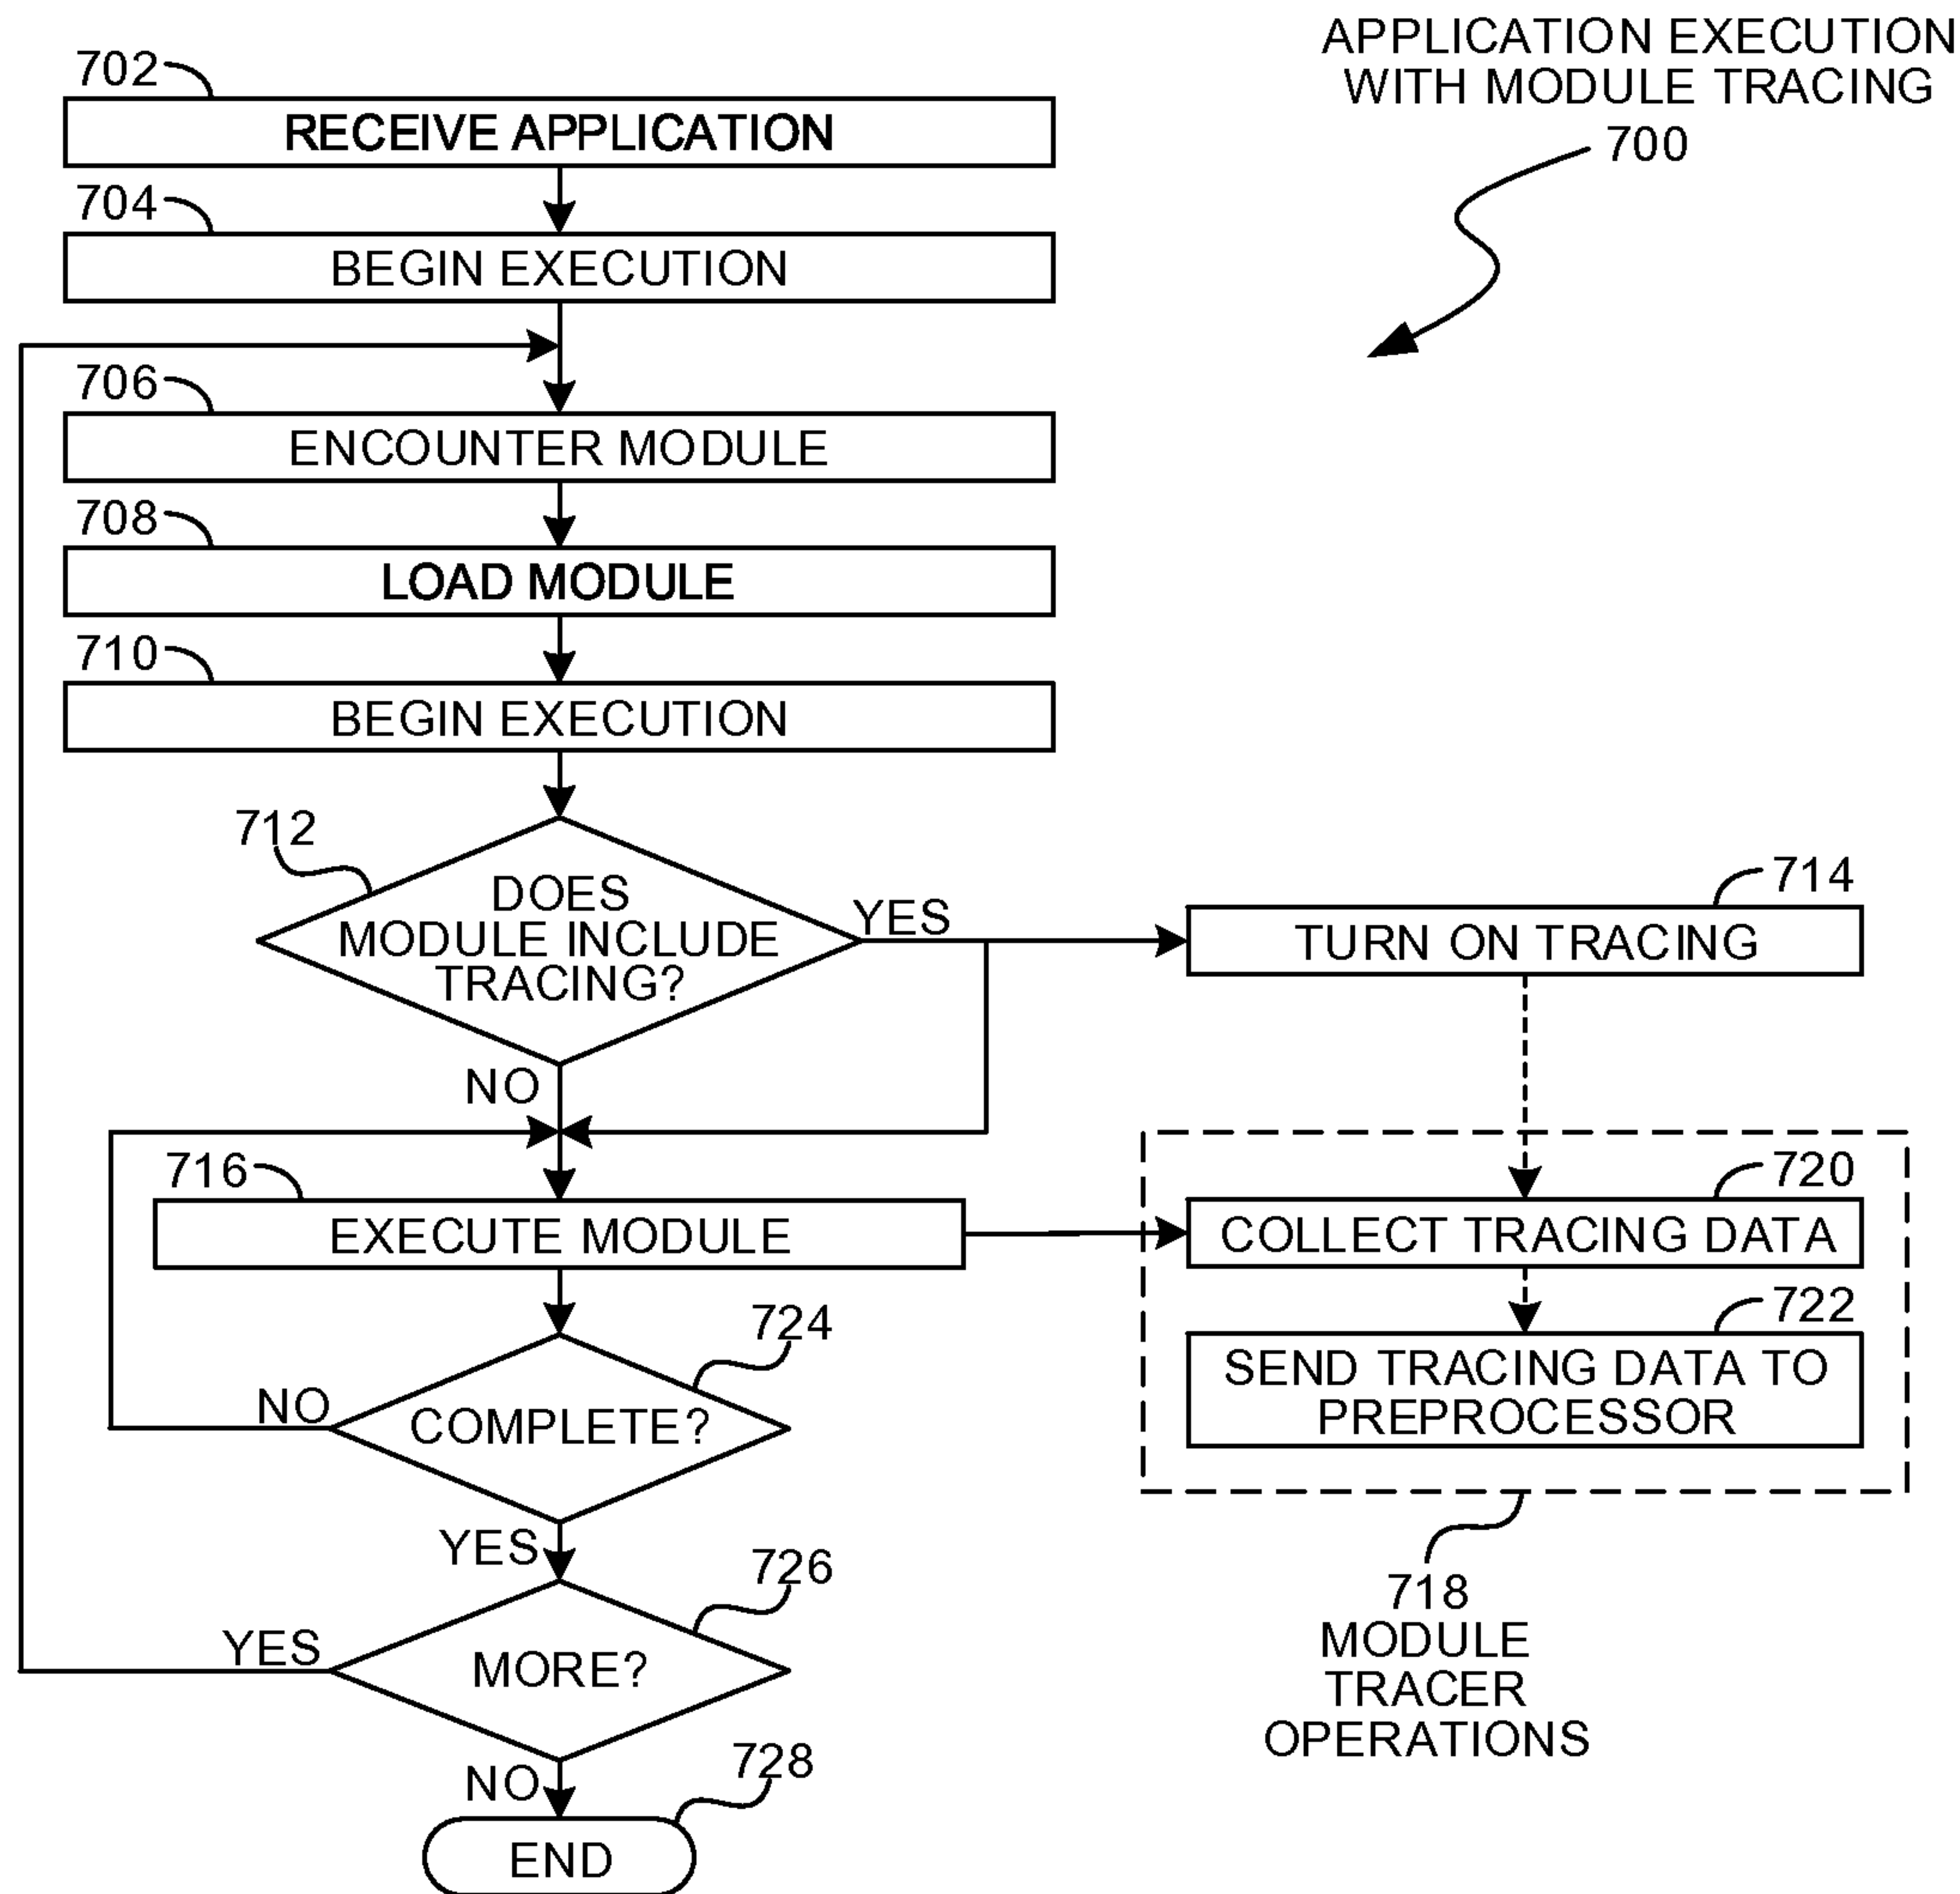 APPLICATION EXECUTION
WITH MODULE TRACING
700
702
RECEIVE APPLICATION
704
BEGIN EXECUTION
706
ENCOUNTER MODULE
708
LOAD MODULE
710
BEGIN EXECUTION
712
DOES
MODULE INCLUDE
TRACING?
YES
NO
714
TURN ON TRACING
716
EXECUTE MODULE
720
COLLECT TRACING DATA
722
SEND TRACING DATA TO
PREPROCESSOR
718
MODULE
TRACER
OPERATIONS
724
COMPLETE?
NO
YES
726
MORE?
YES
NO
728
END